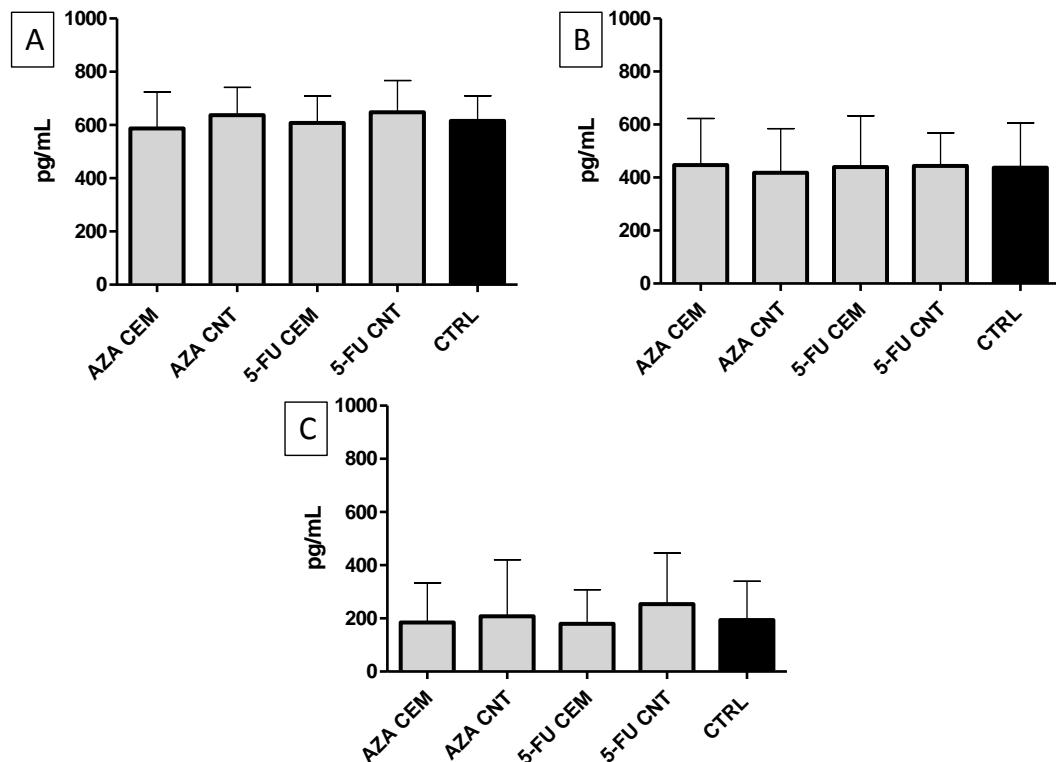 A
pg/mL
1000
800
600
400
200
0
AZA CEM
AZA CNT
5-FU CEM
5-FU CNT
CTRL
B
pg/mL
1000
800
600
400
200
0
AZA CEM
AZA CNT
5-FU CEM
5-FU CNT
CTRL
C
pg/mL
1000
800
600
400
200
0
AZA CEM
AZA CNT
5-FU CEM
5-FU CNT
CTRL